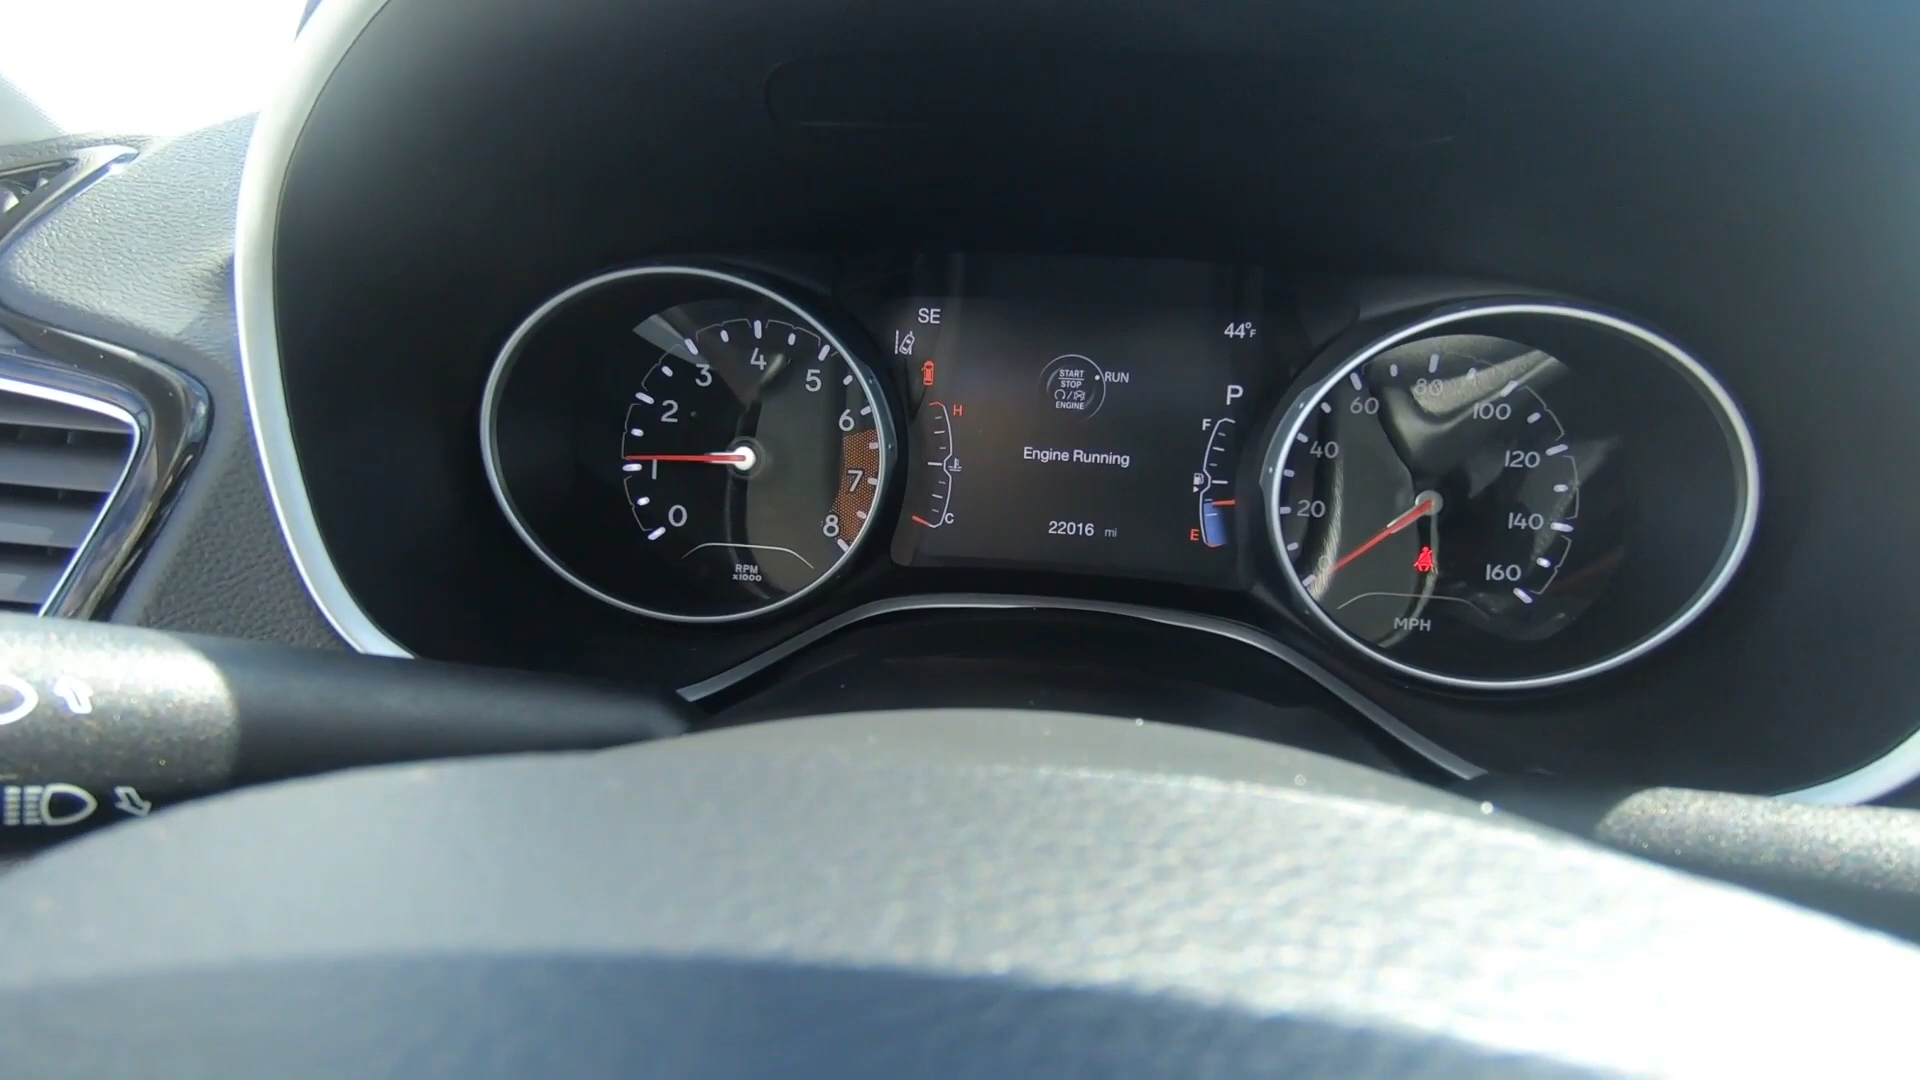 SE
44°F
START
STOP
ENGINE
RUN
P
H
C
F
E
Engine Running
22016 mi
0
1
2
3
4
5
6
7
8
RPM
x1000
0
20
40
60
80
100
120
140
160
MPH